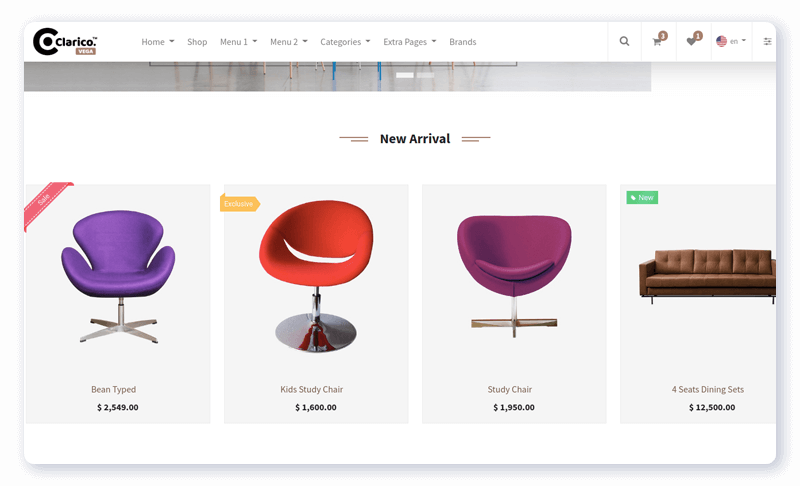 Clarico.™
VEGA
Home
Shop
Menu 1
Menu 2
Categories
Extra Pages
Brands
3
1
en
New Arrival
Sale
Exclusive
New
Bean Typed
Kids Study Chair
Study Chair
4 Seats Dining Sets
$ 2,549.00
$ 1,600.00
$ 1,950.00
$ 12,500.00